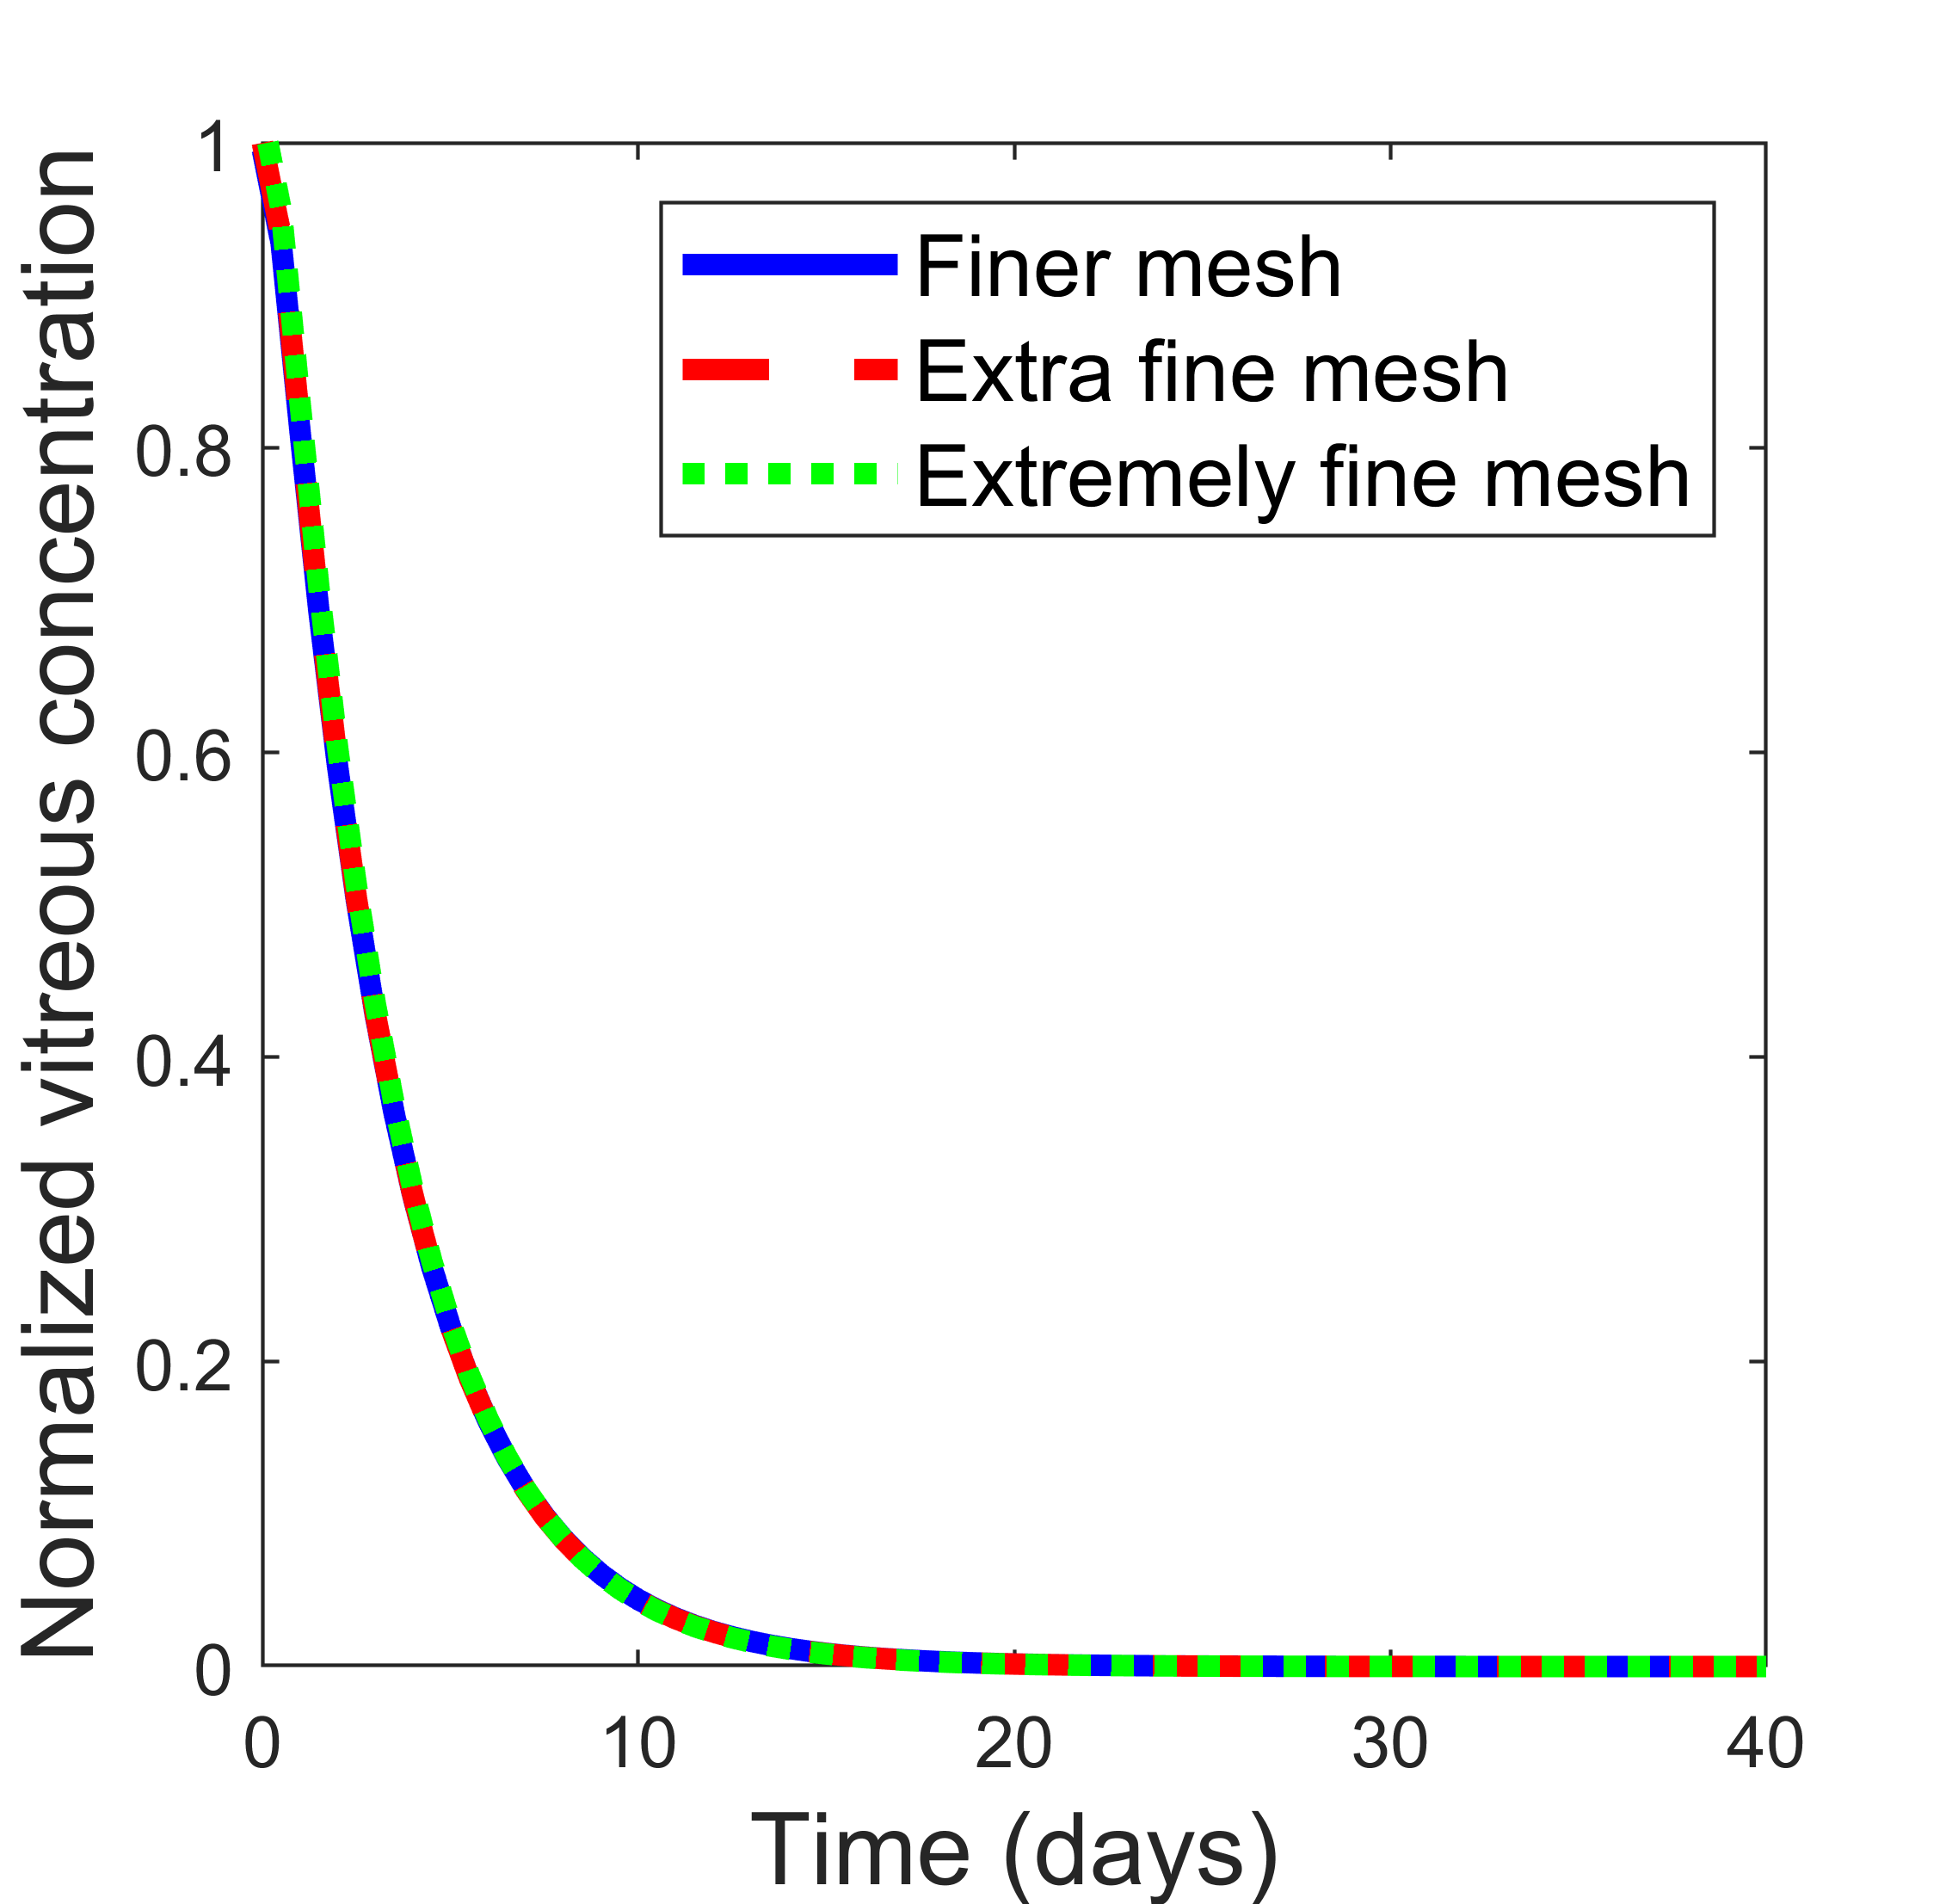 Normalized vitreous concentration
1
0.8
0.6
0.4
0.2
0
Finer mesh
Extra fine mesh
Extremely fine mesh
0 10 20 30 40
Time (days)